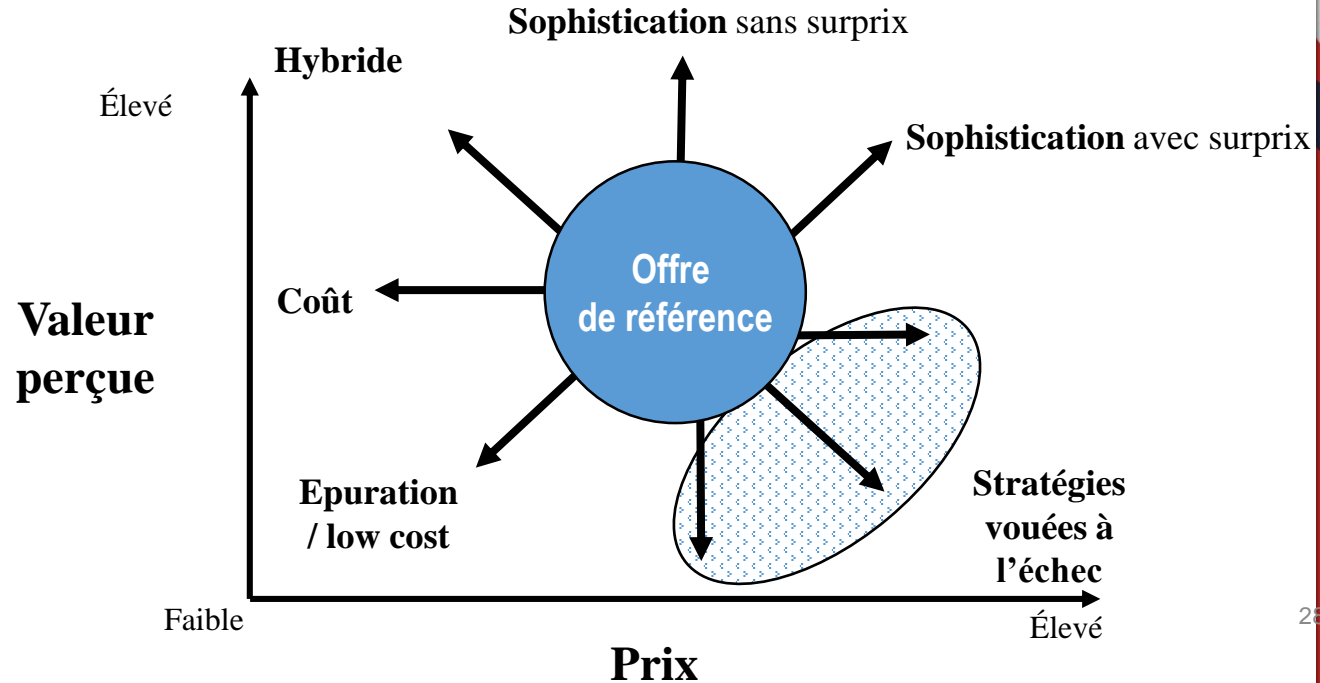 Sophistication sans surprix
Hybride
Élevé
Sophistication avec surprix
Offre
de référence
Coût
Valeur
perçue
Epuration
/ low cost
Stratégies
vouées à
l’échec
Faible
Élevé
Prix
28